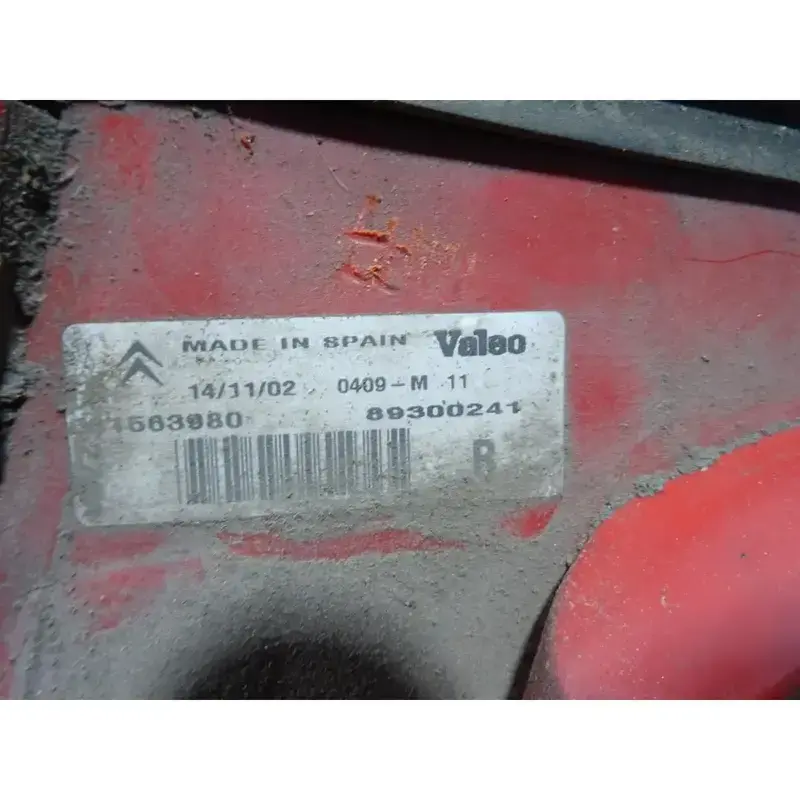 MADE IN SPAIN Valeo
14/11/02 0409-M 11
89300241
R